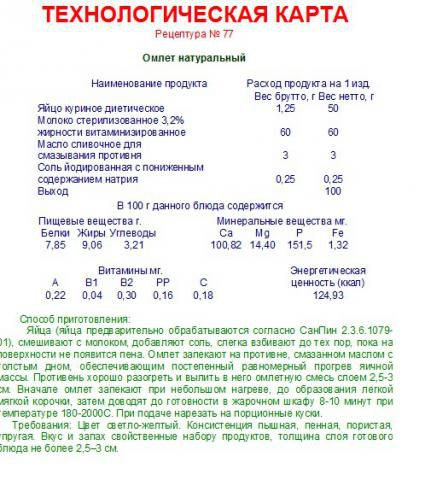 ТЕХНОЛОГИЧЕСКАЯ КАРТА
Рецептура № 77
Омлет натуральный
Наименование продукта Расход продукта на 1 изд.
Вес брутто, г Вес нетто, г
Яйцо куриное диетическое 1,25 50
Молоко стерилизованное 3,2%
жирности витаминизированное 60 60
Масло сливочное для
смазывания противня 3 3
Соль йодированная с пониженным
содержанием натрия 0,25 0,25
Выход 100
В 100 г данного блюда содержится
Пищевые вещества г. Минеральные вещества мг.
Белки Жиры Углеводы Ca Mg P Fe
7,85 9,06 3,21 100,82 14,40 151,5 1,32
Витамины мг. Энергетическая
A B1 B2 PP C ценность (ккал)
0,22 0,04 0,30 0,16 0,18 124,93
Способ приготовления:
Яйца (яйца предварительно обрабатываются согласно СанПин 2.3.6.1079-
01), смешивают с молоком, добавляют соль, слегка взбивают до тех пор, пока на
поверхности не появится пена. Омлет запекают на противне, смазанном маслом с
толстым дном, обеспечивающим постепенный равномерный прогрев яичной
массы. Противень хорошо разогреть и вылить в него омлетную смесь слоем 2,5-3
см. Вначале омлет запекают при небольшом нагреве, до образования легкой
мягкой корочки, затем доводят до готовности в жарочном шкафу 8-10 минут при
температуре 180-2000С. При подаче нарезать на порционные куски.
Требования: Цвет светло-желтый. Консистенция пышная, пенная, пористая,
упругая. Вкус и запах свойственные набору продуктов, толщина слоя готового
блюда не более 2,5–3 см.